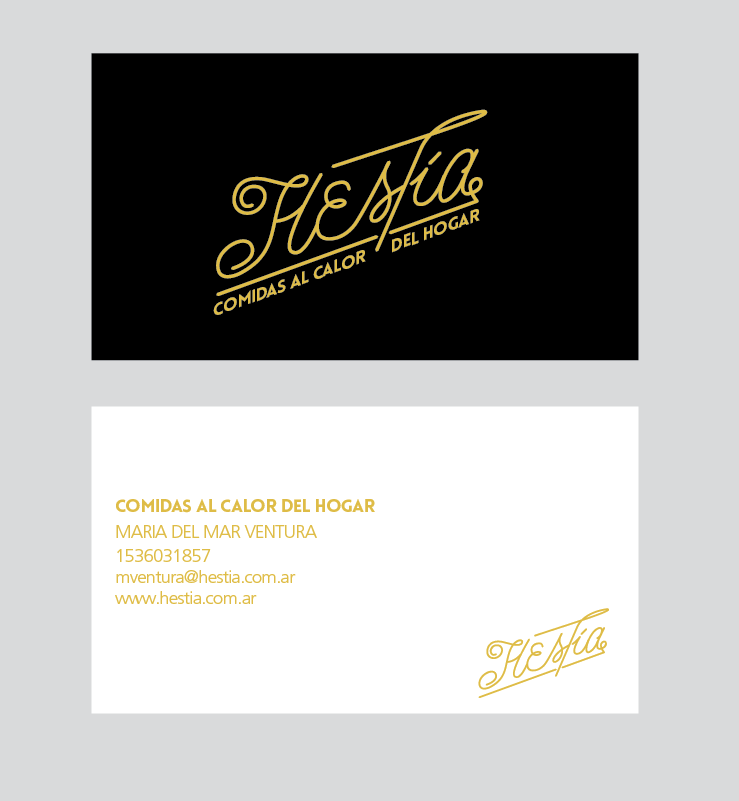 Hestía
COMIDAS AL CALOR DEL HOGAR
COMIDAS AL CALOR DEL HOGAR
MARIA DEL MAR VENTURA
1536031857
mventura@hestia.com.ar
www.hestia.com.ar
Hestía